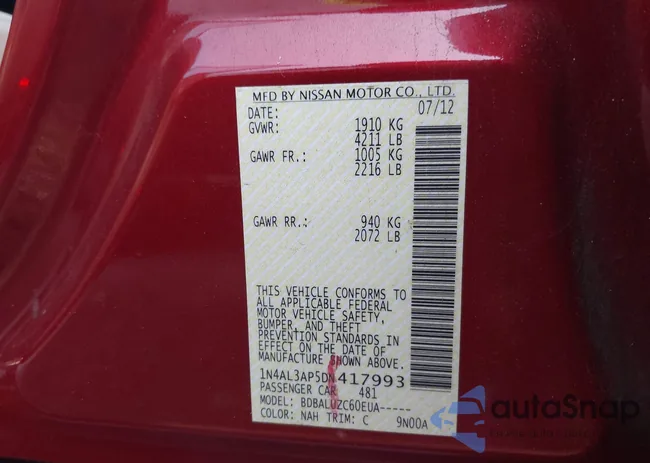 MFD BY NISSAN MOTOR CO., LTD.
DATE: 07/12
GVWR: 1910 KG
4211 LB
GAWR FR.: 1005 KG
2216 LB
GAWR RR.: 940 KG
2072 LB
THIS VEHICLE CONFORMS TO
ALL APPLICABLE FEDERAL
MOTOR VEHICLE SAFETY,
BUMPER, AND THEFT
PREVENTION STANDARDS IN
EFFECT ON THE DATE OF
MANUFACTURE SHOWN ABOVE.
1N4AL3AP5DN417993
PASSENGER CAR 481
MODEL: BDBALUZC60EUA-----
COLOR: NAH TRIM: C 9N00A
autoSnap